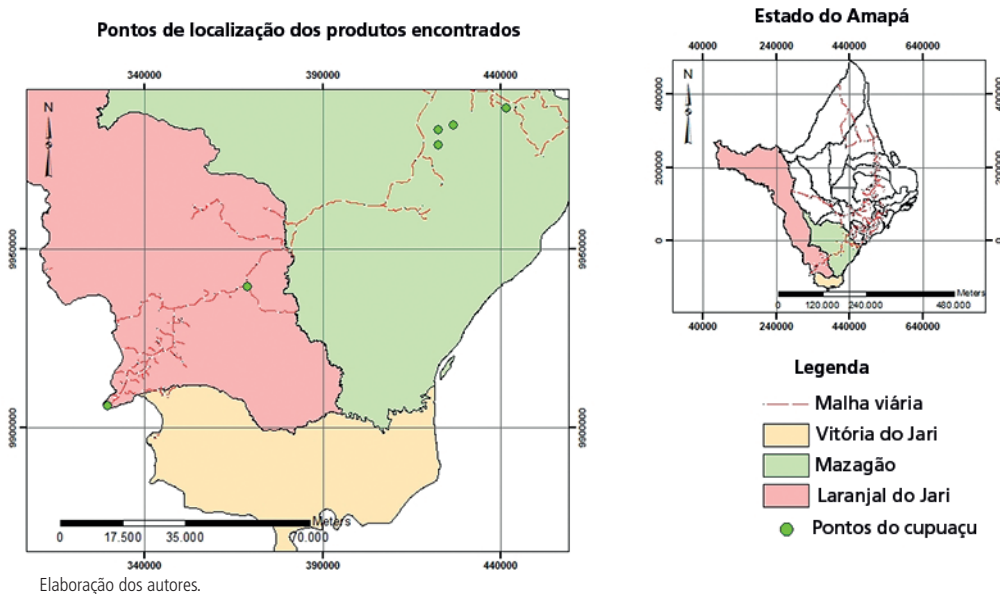 Pontos de localização dos produtos encontrados
340000 390000 440000
N
9950000 9950000
9900000 9900000
Meters
0 17.500 35.000 70.000
340000 390000 440000
Elaboração dos autores.
Estado do Amapá
40000 240000 440000 640000
N
400000
200000
0
Meters
0 120.000 240.000 480.000
40000 240000 440000 640000
Legenda
Malha viária
Vitória do Jari
Mazagão
Laranjal do Jari
Pontos do cupuaçu